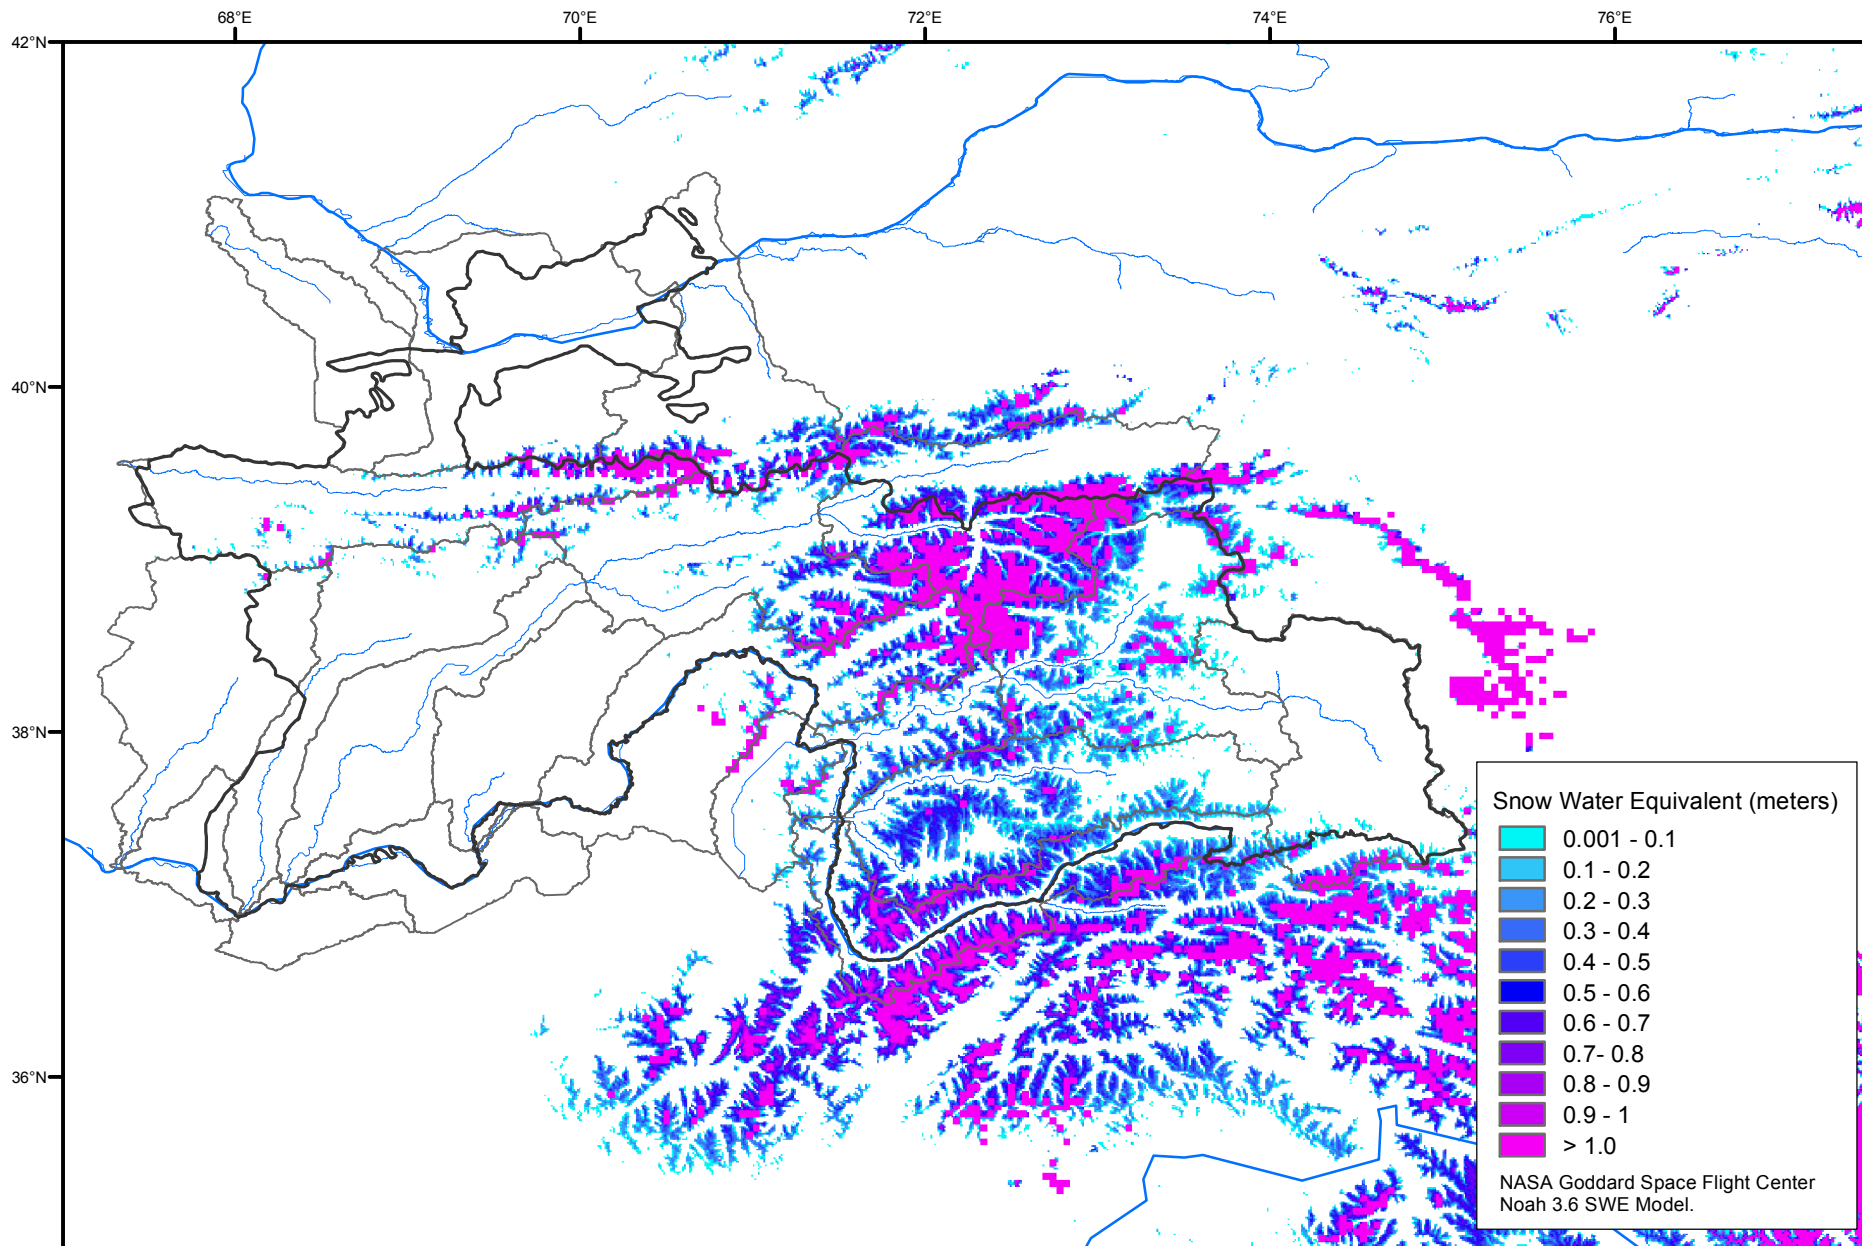 68°E
70°E
72°E
74°E
76°E
42°N
40°N
38°N
36°N
Snow Water Equivalent (meters)
0.001 - 0.1
0.1 - 0.2
0.2 - 0.3
0.3 - 0.4
0.4 - 0.5
0.5 - 0.6
0.6 - 0.7
0.7- 0.8
0.8 - 0.9
0.9 - 1
> 1.0
NASA Goddard Space Flight Center
Noah 3.6 SWE Model.